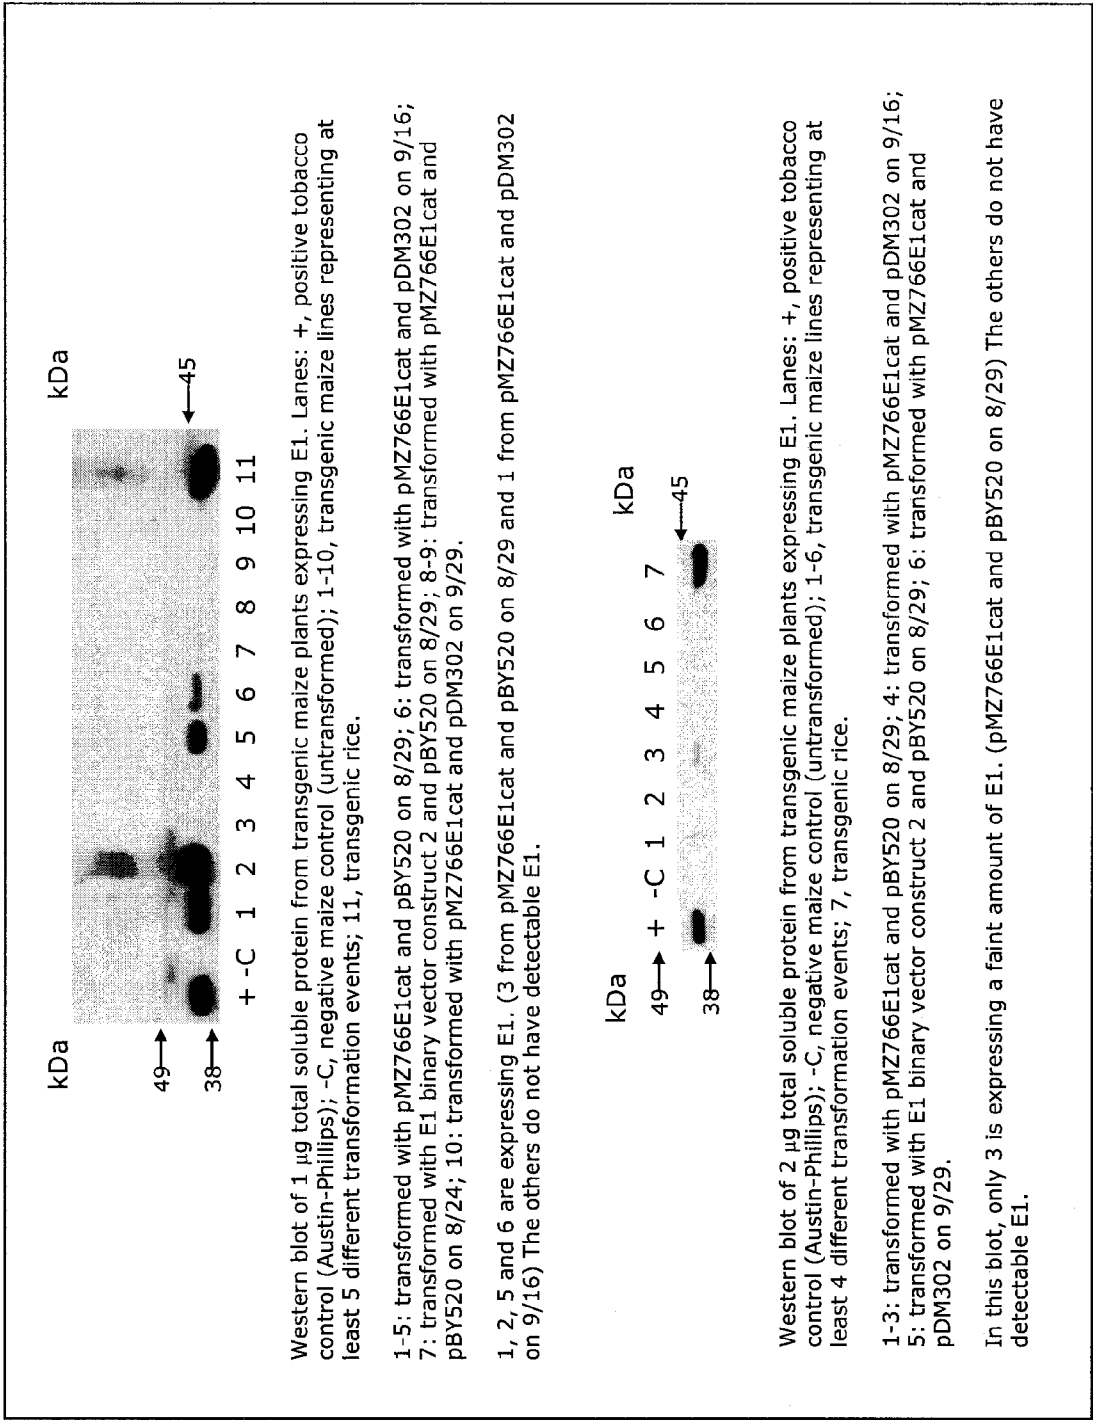 kDa
kDa
49
45
38
+ -C 1 2 3 4 5 6 7 8 9 10 11
Western blot of 1 µg total soluble protein from transgenic maize plants expressing E1. Lanes: +, positive tobacco
control (Austin-Phillips); -C, negative maize control (untransformed); 1-10, transgenic maize lines representing at
least 5 different transformation events; 11, transgenic rice.
1-5: transformed with pMZ766E1cat and pBY520 on 8/29; 6: transformed with pMZ766E1cat and pDM302 on 9/16;
7: transformed with E1 binary vector construct 2 and pBY520 on 8/29; 8-9: transformed with pMZ766E1cat and
pBY520 on 8/24; 10: transformed with pMZ766E1cat and pDM302 on 9/29.
1, 2, 5 and 6 are expressing E1. (3 from pMZ766E1cat and pBY520 on 8/29 and 1 from pMZ766E1cat and pDM302
on 9/16) The others do not have detectable E1.
kDa
kDa
49 + -C 1 2 3 4 5 6 7
45
38
Western blot of 2 µg total soluble protein from transgenic maize plants expressing E1. Lanes: +, positive tobacco
control (Austin-Phillips); -C, negative maize control (untransformed); 1-6, transgenic maize lines representing at
least 4 different transformation events; 7, transgenic rice.
1-3: transformed with pMZ766E1cat and pBY520 on 8/29; 4: transformed with pMZ766E1cat and pDM302 on 9/16;
5: transformed with E1 binary vector construct 2 and pBY520 on 8/29; 6: transformed with pMZ766E1cat and
pDM302 on 9/29.
In this blot, only 3 is expressing a faint amount of E1. (pMZ766E1cat and pBY520 on 8/29) The others do not have
detectable E1.